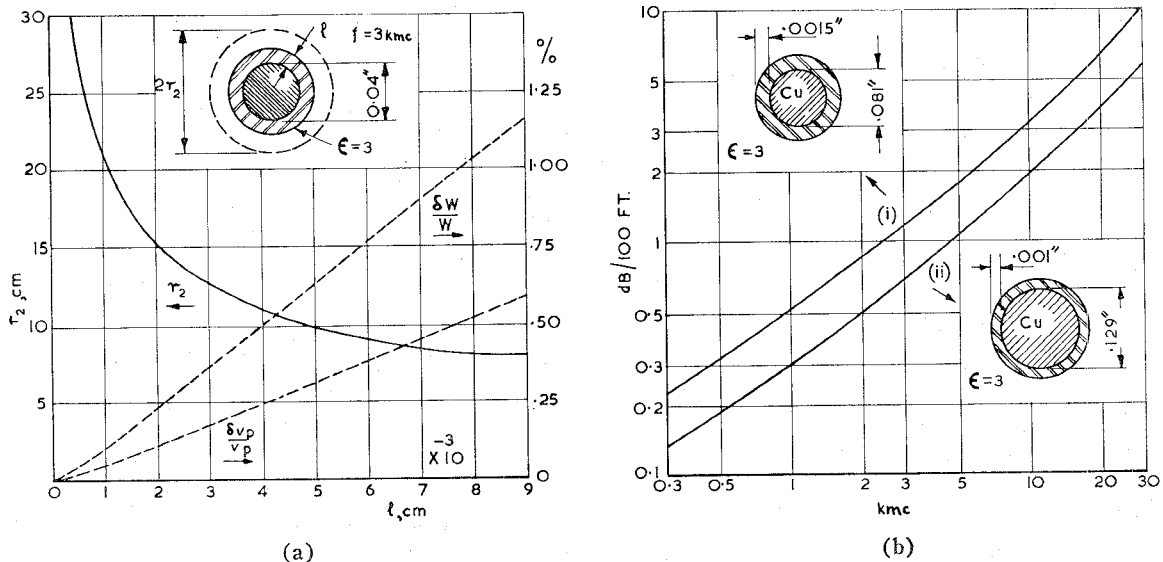 30
25
20
15
10
5
τ₂, cm
2τ₂
ℓ
f = 3 kmc
0.04"
ϵ=3
%
1.25
1.00
.75
.50
.25
0
δW/W
τ₂
δvp/vp
×10⁻³
0 1 2 3 4 5 6 7 8 9
ℓ, cm
(a)
10
5
3
2
1
0.5
0.3
0.2
0.1
dB/100 FT.
.0015"
Cu
.081"
ϵ=3
(i)
(ii)
.001"
Cu
.129"
ϵ=3
0.3 0.5 1 2 3 5 10 20 30
kmc
(b)